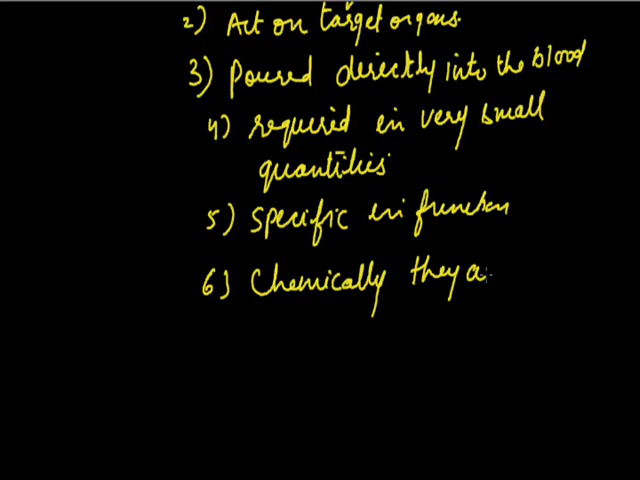 2) Act on target organs.
3) Poured directly into the blood
4) required in very small
quantities
5) specific in function
6) Chemically they a